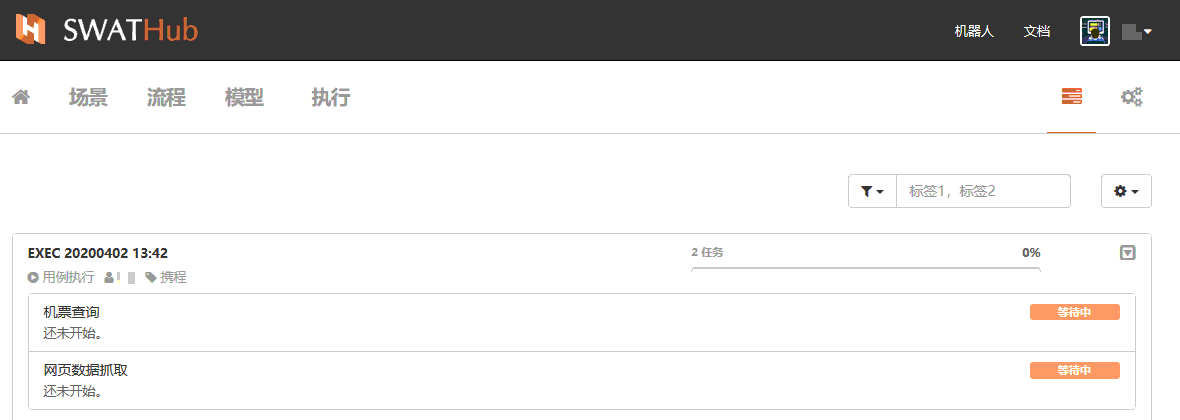 SWATHub
机器人 文档
场景 流程 模型 执行
标签1，标签2
EXEC 20200402 13:42 2 任务 0%
用例执行 携程
机票查询 等待中
还未开始。
网页数据抓取 等待中
还未开始。